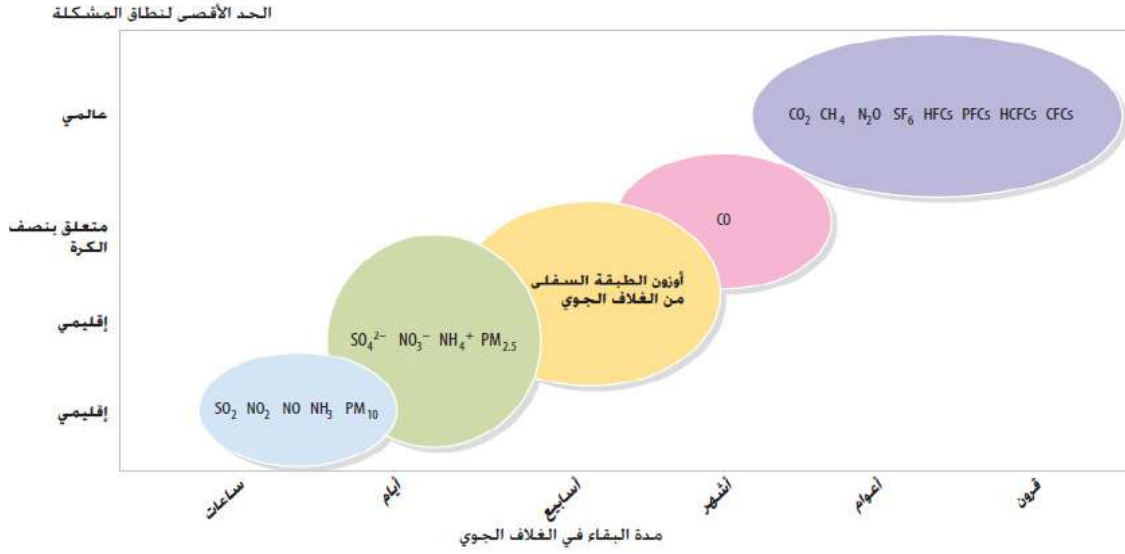 الحد الأقصى لنطاق المشكلة
عالمي
CO₂ CH₄ N₂O SF₆ HFCs PFCs HCFCs CFCs
متعلق بنصف
الكرة
CO
أوزون الطبقة السفلى
من الغلاف الجوي
إقليمي
SO₄²⁻ NO₃⁻ NH₄⁺ PM₂.₅
إقليمي
SO₂ NO₂ NO NH₃ PM₁₀
ساعات
أيام
أسابيع
أشهر
أعوام
قرون
مدة البقاء في الغلاف الجوي